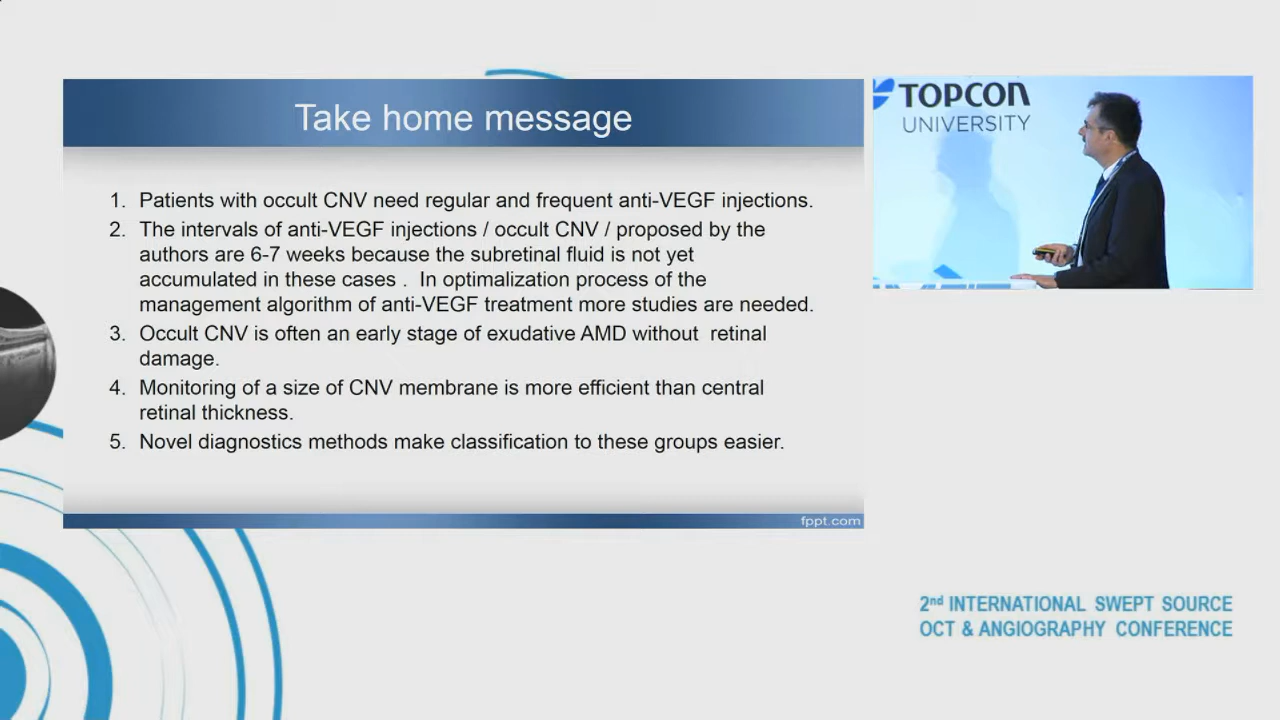 Take home message
1. Patients with occult CNV need regular and frequent anti-VEGF injections.
2. The intervals of anti-VEGF injections / occult CNV / proposed by the
authors are 6-7 weeks because the subretinal fluid is not yet
accumulated in these cases . In optimalization process of the
management algorithm of anti-VEGF treatment more studies are needed.
3. Occult CNV is often an early stage of exudative AMD without retinal
damage.
4. Monitoring of a size of CNV membrane is more efficient than central
retinal thickness.
5. Novel diagnostics methods make classification to these groups easier.
fppt.com
TOPCON
UNIVERSITY
2nd INTERNATIONAL SWEPT SOURCE
OCT & ANGIOGRAPHY CONFERENCE